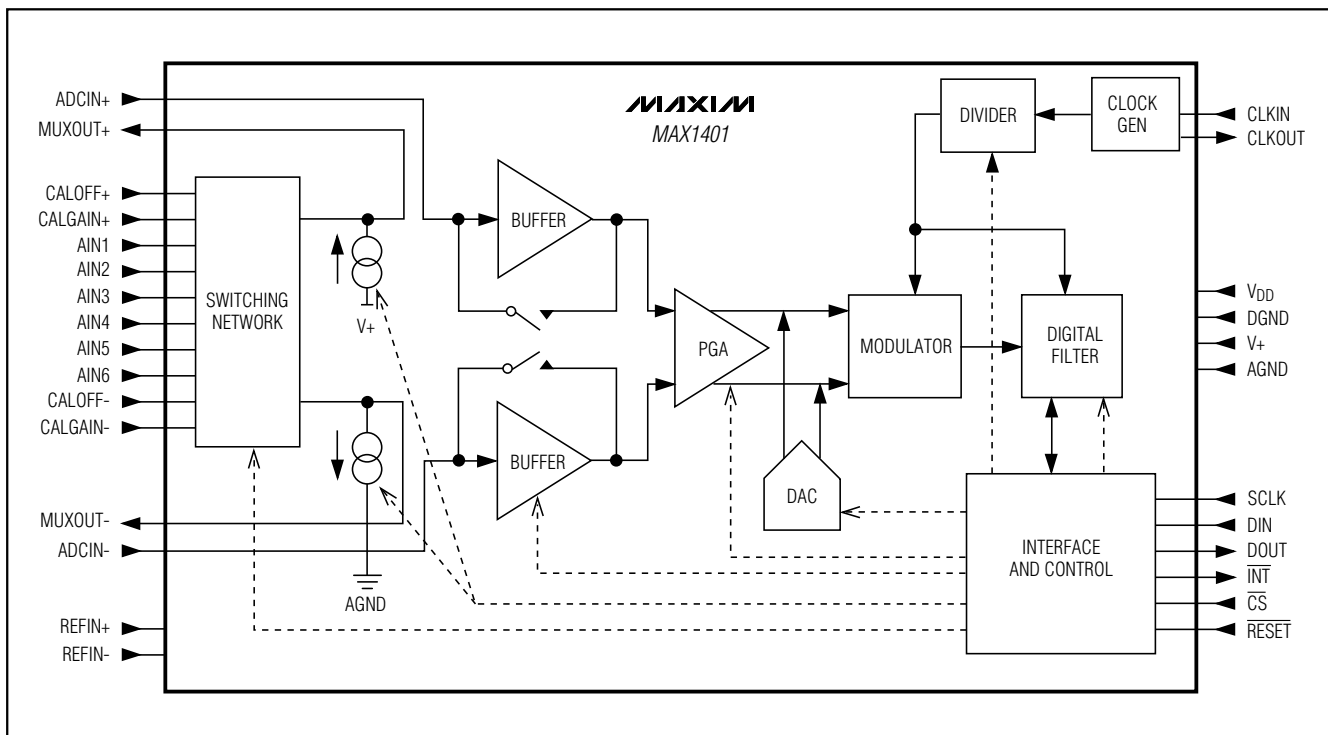 MAXIM
MAX1401
ADCIN+
MUXOUT+
CALOFF+
CALGAIN+
AIN1
AIN2
AIN3
AIN4
AIN5
AIN6
CALOFF-
CALGAIN-
MUXOUT-
ADCIN-
REFIN+
REFIN-
SWITCHING
NETWORK
V+
AGND
BUFFER
BUFFER
PGA
DAC
MODULATOR
DIVIDER
CLOCK
GEN
DIGITAL
FILTER
INTERFACE
AND CONTROL
CLKIN
CLKOUT
VDD
DGND
V+
AGND
SCLK
DIN
DOUT
INT
CS
RESET